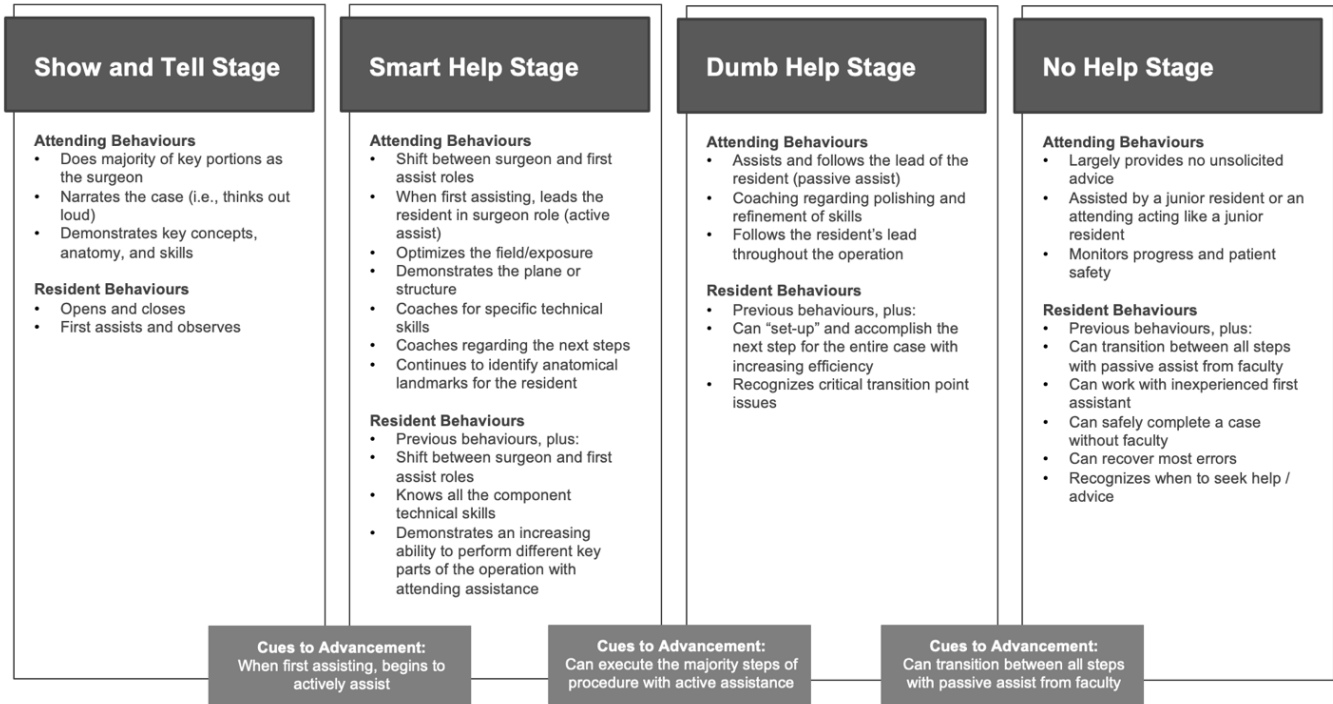 Show and Tell Stage
Attending Behaviours
• Does majority of key portions as
the surgeon
• Narrates the case (i.e., thinks out
loud)
• Demonstrates key concepts,
anatomy, and skills
Resident Behaviours
• Opens and closes
• First assists and observes
Cues to Advancement:
When first assisting, begins to
actively assist
Smart Help Stage
Attending Behaviours
• Shift between surgeon and first
assist roles
• When first assisting, leads the
resident in surgeon role (active
assist)
• Optimizes the field/exposure
• Demonstrates the plane or
structure
• Coaches for specific technical
skills
• Coaches regarding the next steps
• Continues to identify anatomical
landmarks for the resident
Resident Behaviours
• Previous behaviours, plus:
• Shift between surgeon and first
assist roles
• Knows all the component
technical skills
• Demonstrates an increasing
ability to perform different key
parts of the operation with
attending assistance
Cues to Advancement:
Can execute the majority steps of
procedure with active assistance
Dumb Help Stage
Attending Behaviours
• Assists and follows the lead of the
resident (passive assist)
• Coaching regarding polishing and
refinement of skills
• Follows the resident's lead
throughout the operation
Resident Behaviours
• Previous behaviours, plus:
• Can “set-up” and accomplish the
next step for the entire case with
increasing efficiency
• Recognizes critical transition point
issues
Cues to Advancement:
Can transition between all steps
with passive assist from faculty
No Help Stage
Attending Behaviours
• Largely provides no unsolicited
advice
• Assisted by a junior resident or an
attending acting like a junior
resident
• Monitors progress and patient
safety
Resident Behaviours
• Previous behaviours, plus:
• Can transition between all steps
with passive assist from faculty
• Can work with inexperienced first
assistant
• Can safely complete a case
without faculty
• Can recover most errors
• Recognizes when to seek help /
advice